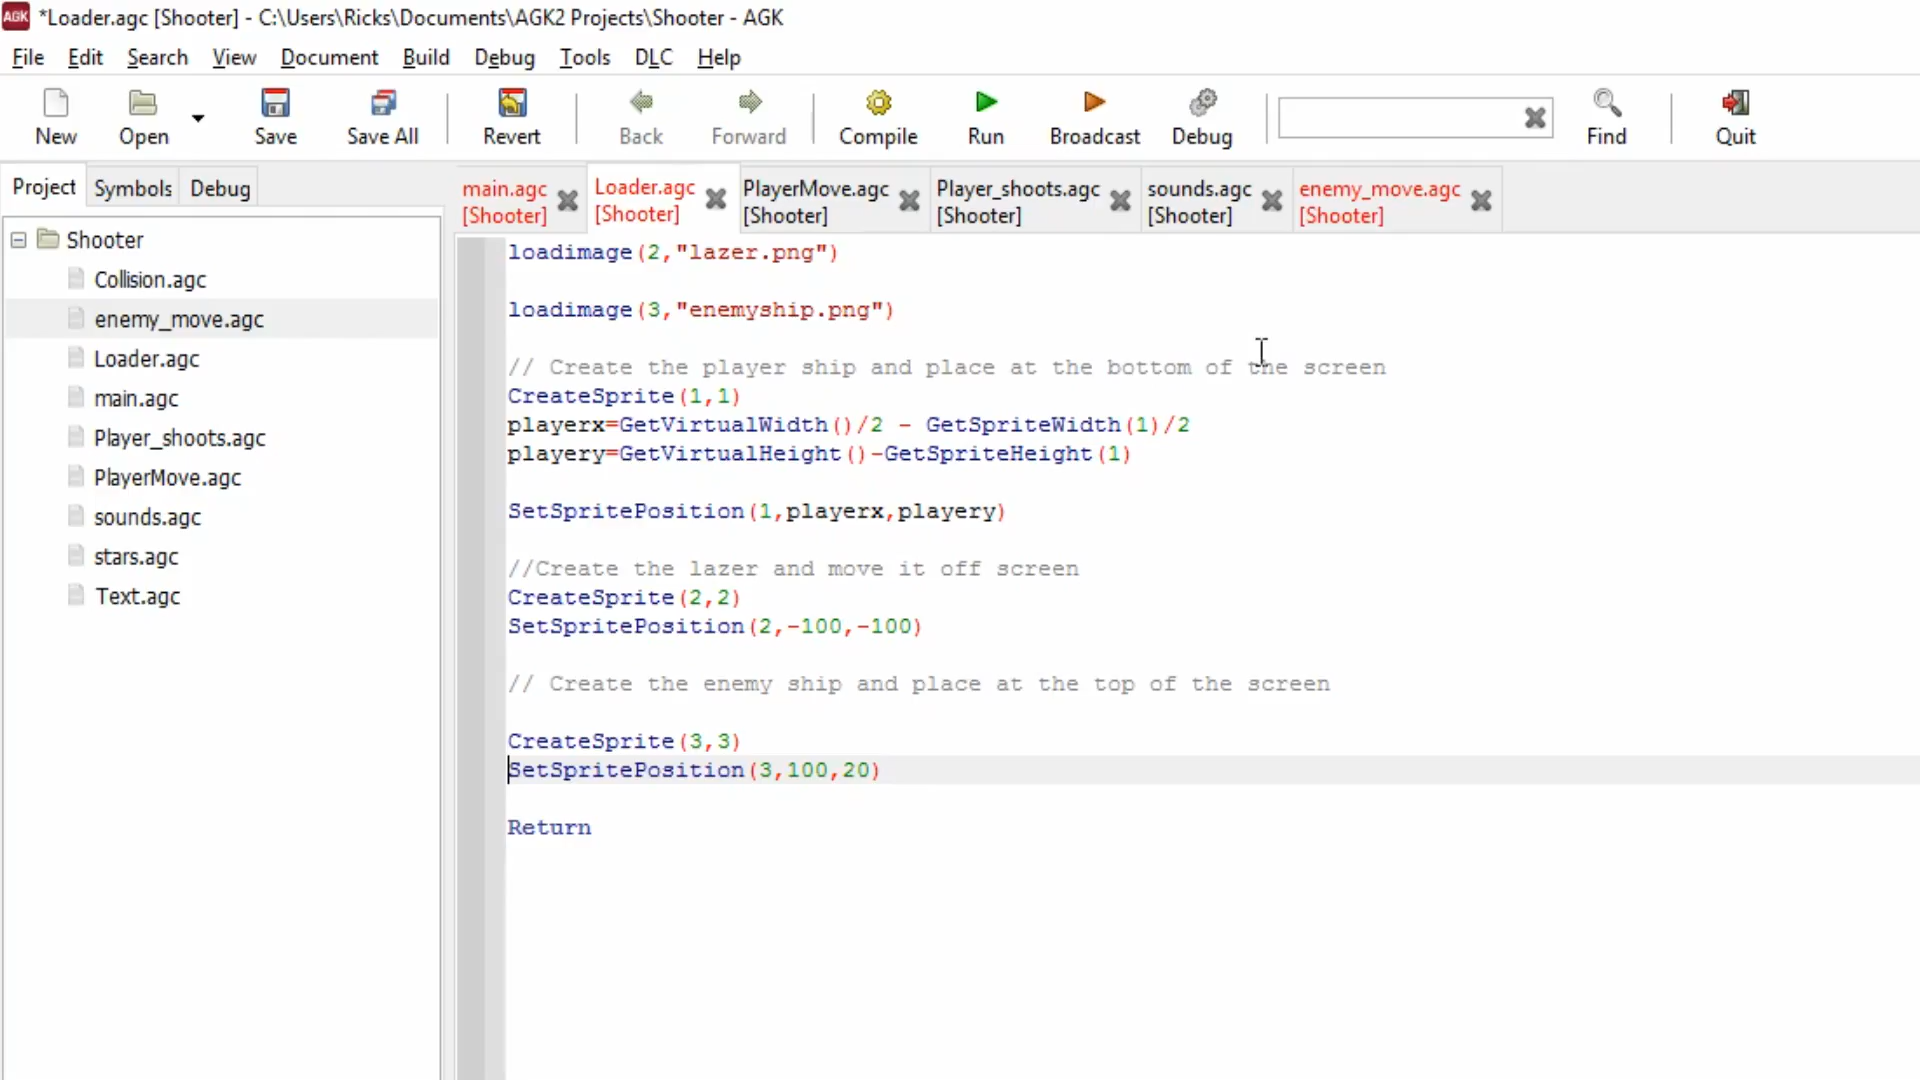 AGK *Loader.agc [Shooter] - C:\Users\Ricks\Documents\AGK2 Projects\Shooter - AGK
File Edit Search View Document Build Debug Tools DLC Help
New Open Save Save All Revert Back Forward Compile Run Broadcast Debug Find Quit
Project Symbols Debug
Shooter
Collision.agc
enemy_move.agc
Loader.agc
main.agc
Player_shoots.agc
PlayerMove.agc
sounds.agc
stars.agc
Text.agc
main.agc Loader.agc PlayerMove.agc Player_shoots.agc sounds.agc enemy_move.agc
[Shooter] [Shooter] [Shooter] [Shooter] [Shooter] [Shooter]
loadimage(2,"lazer.png")
loadimage(3,"enemyship.png")
// Create the player ship and place at the bottom of the screen
CreateSprite(1,1)
playerx=GetVirtualWidth()/2 - GetSpriteWidth(1)/2
playery=GetVirtualHeight()-GetSpriteHeight(1)
SetSpritePosition(1,playerx,playery)
//Create the lazer and move it off screen
CreateSprite(2,2)
SetSpritePosition(2,-100,-100)
// Create the enemy ship and place at the top of the screen
CreateSprite(3,3)
SetSpritePosition(3,100,20)
Return